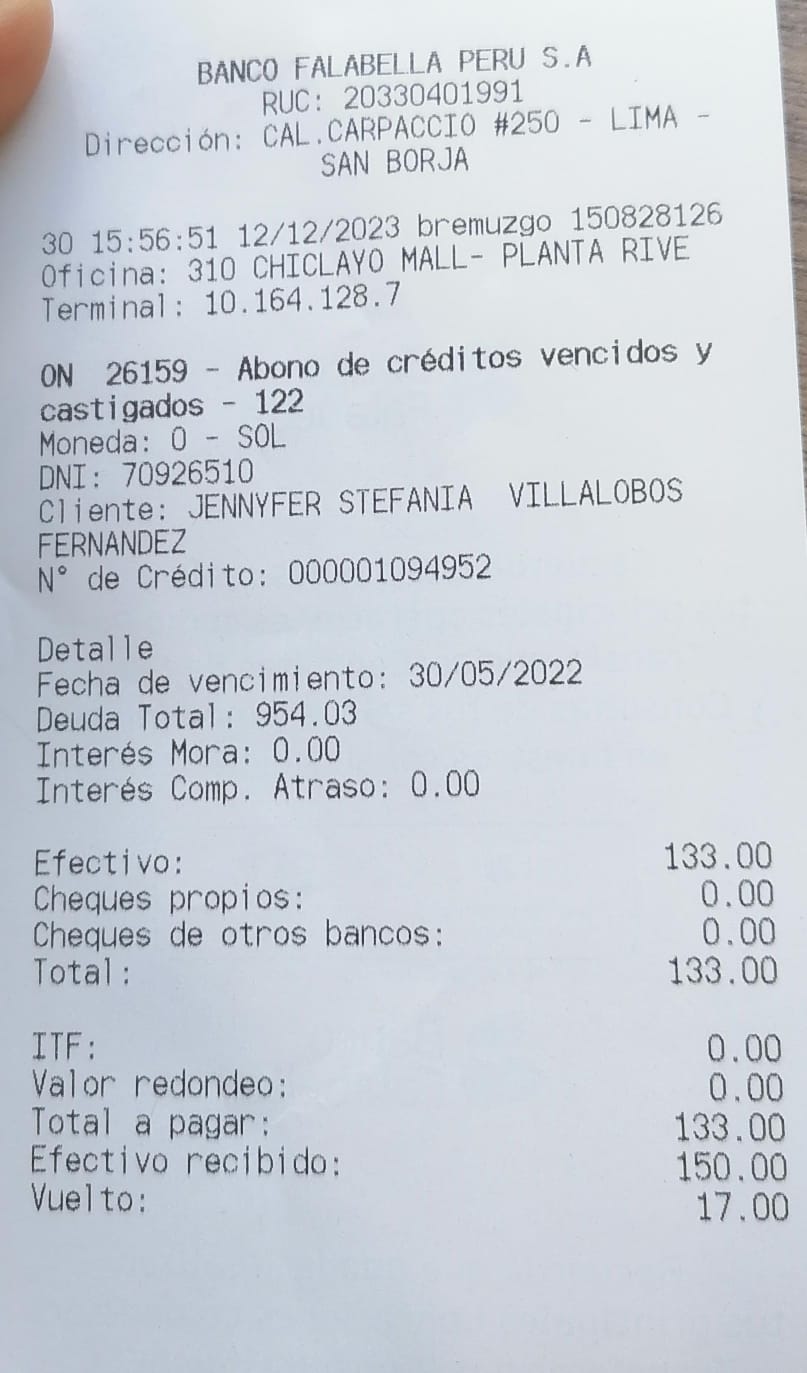 BANCO FALABELLA PERU S.A
RUC: 20330401991
Dirección: CAL.CARPACCIO #250 - LIMA -
SAN BORJA
30 15:56:51 12/12/2023 bremuzgo 150828126
Oficina: 310 CHICLAYO MALL- PLANTA RIVE
Terminal: 10.164.128.7
ON 26159 - Abono de créditos vencidos y
castigados - 122
Moneda: 0 - SOL
DNI: 70926510
Cliente: JENNYFER STEFANIA VILLALOBOS
FERNANDEZ
N° de Crédito: 000001094952
Detalle
Fecha de vencimiento: 30/05/2022
Deuda Total: 954.03
Interés Mora: 0.00
Interés Comp. Atraso: 0.00
Efectivo: 133.00
Cheques propios: 0.00
Cheques de otros bancos: 0.00
Total: 133.00
ITF: 0.00
Valor redondeo: 0.00
Total a pagar: 133.00
Efectivo recibido: 150.00
Vuelto: 17.00